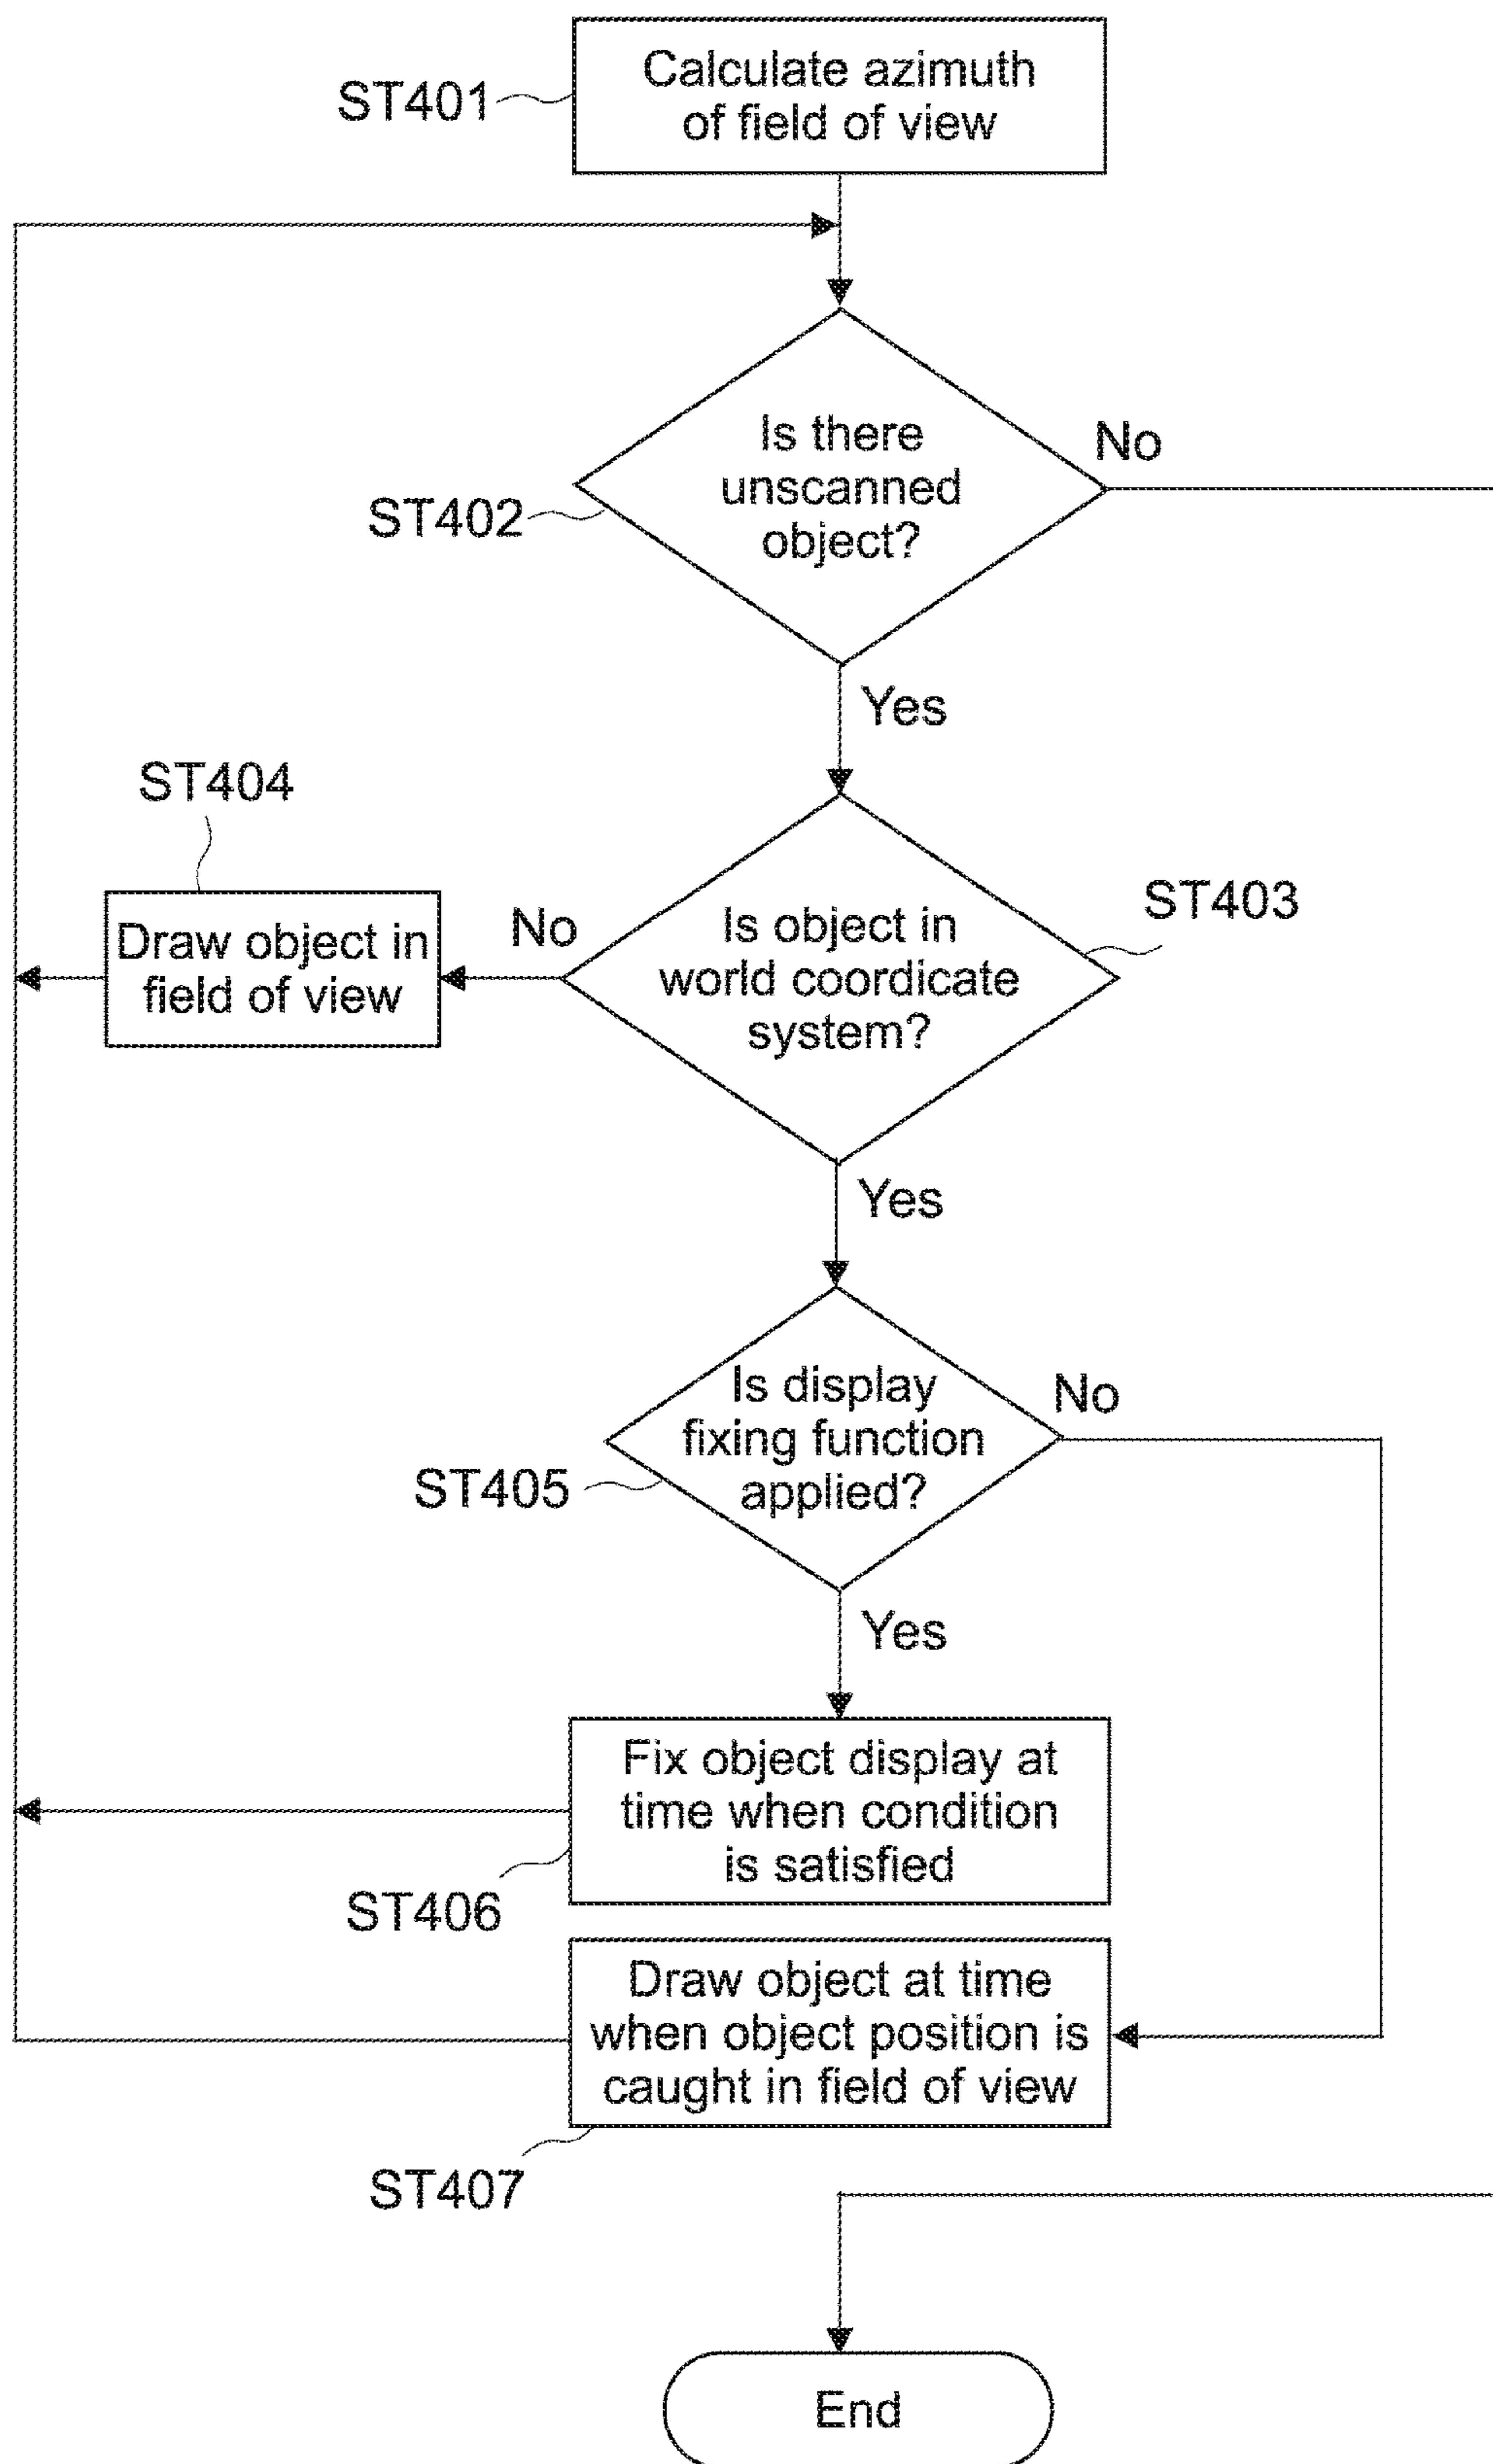 Calculate azimuth
of field of view
ST401
Is there
unscanned
object?
No
ST402
Yes
ST404
Draw object in
field of view
No
Is object in
world coordicate
system?
ST403
Yes
Is display
fixing function
applied?
No
ST405
Yes
Fix object display at
time when condition
is satisfied
ST406
Draw object at time
when object position is
caught in field of view
ST407
End